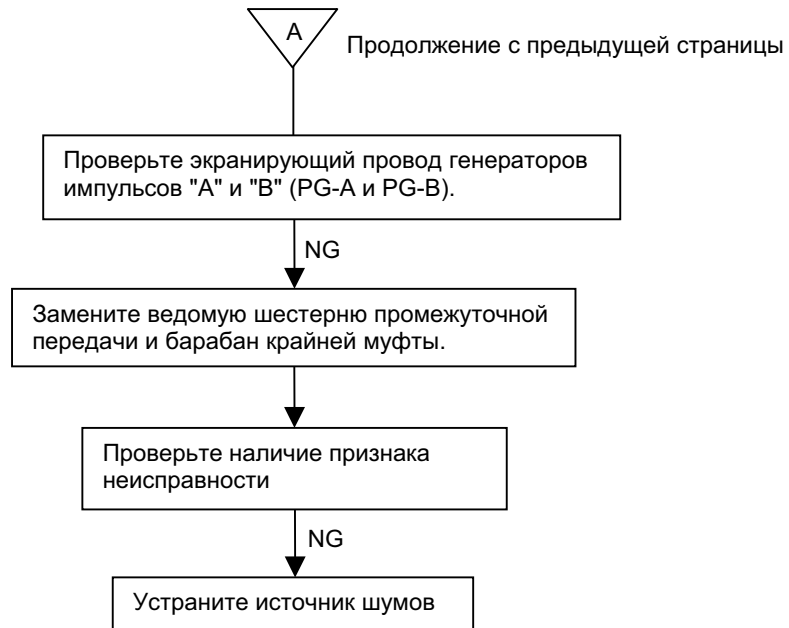 A
Продолжение с предыдущей страницы
Проверьте экранирующий провод генераторов
импульсов "А" и "В" (PG-A и PG-B).
NG
Замените ведомую шестерню промежуточной
передачи и барабан крайней муфты.
Проверьте наличие признака
неисправности
NG
Устраните источник шумов